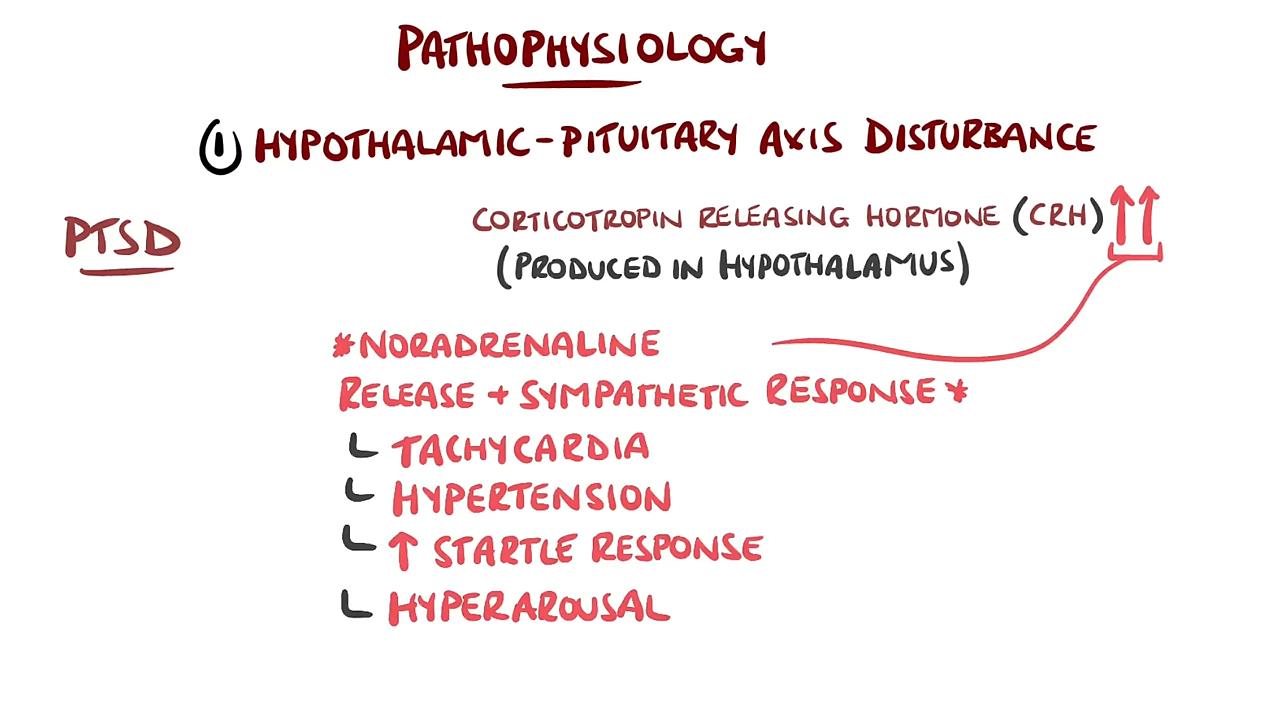 PATHOPHYSIOLOGY
① HYPOTHALAMIC-PITUITARY AXIS DISTURBANCE
PTSD
CORTICOTROPIN RELEASING HORMONE (CRH) ↑↑
(PRODUCED IN HYPOTHALAMUS)
*NORADRENALINE
RELEASE + SYMPATHETIC RESPONSE*
TACHYCARDIA
HYPERTENSION
↑ STARTLE RESPONSE
HYPERAROUSAL